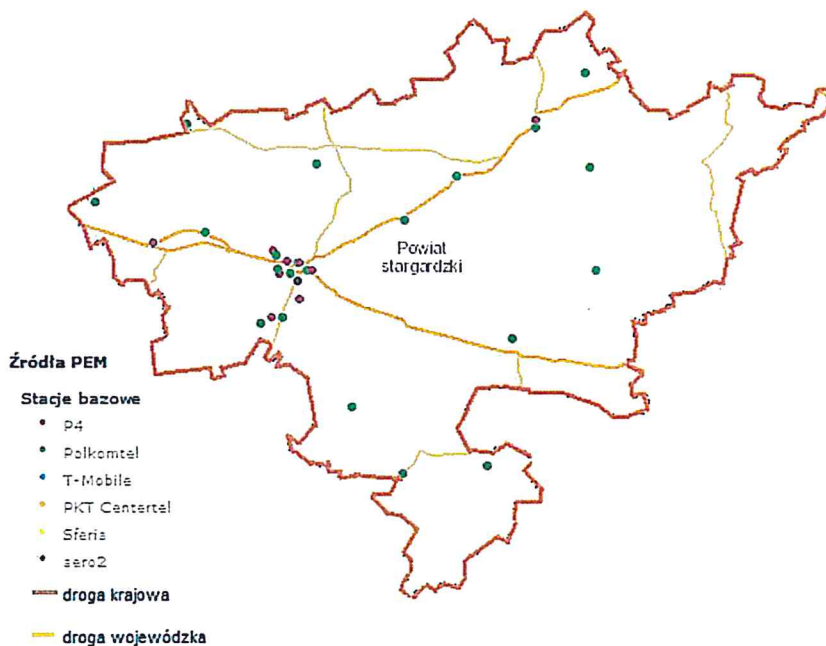 Powiat
stargardzki
Źródła PEM
Stacje bazowe
P4
Polkomtel
T-Mobile
PKT Centertel
Sferia
aero2
droga krajowa
droga wojewódzka